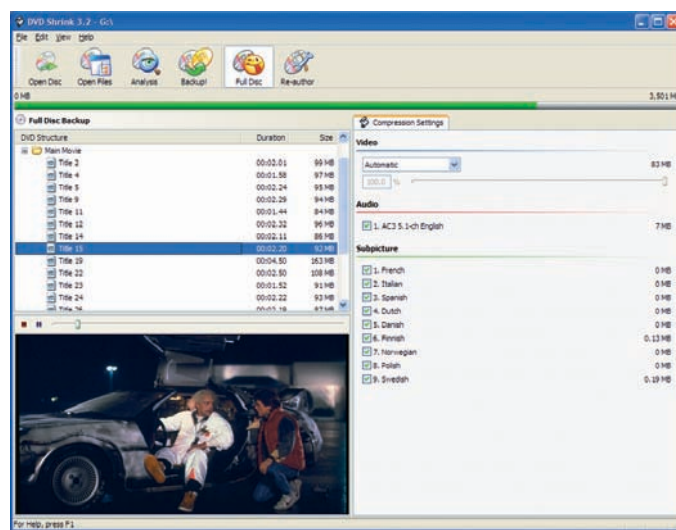 DVD Shrink 3.2 - G:\
File Edit View Help
Open Disc Open Files Analysis Backup! Full Disc Re-author
0 MB 3,501 M
Full Disc Backup
DVD Structure Duration Size
Main Movie
Title 2 00:02.01 99 MB
Title 4 00:01.58 97 MB
Title 5 00:02.24 95 MB
Title 9 00:02.29 94 MB
Title 11 00:01.44 84 MB
Title 12 00:02.32 96 MB
Title 14 00:02.11 86 MB
Title 15 00:02.20 92 MB
Title 19 00:04.50 163 MB
Title 22 00:02.50 108 MB
Title 23 00:01.52 91 MB
Title 24 00:02.22 93 MB
Compression Settings
Video
Automatic 83 MB
100.0 %
Audio
1. AC3 5.1-ch English 7 MB
Subpicture
1. French 0 MB
2. Italian 0 MB
3. Spanish 0 MB
4. Dutch 0 MB
5. Danish 0 MB
6. Finnish 0.13 MB
7. Norwegian 0 MB
8. Polish 0 MB
9. Swedish 0.19 MB
For Help, press F1